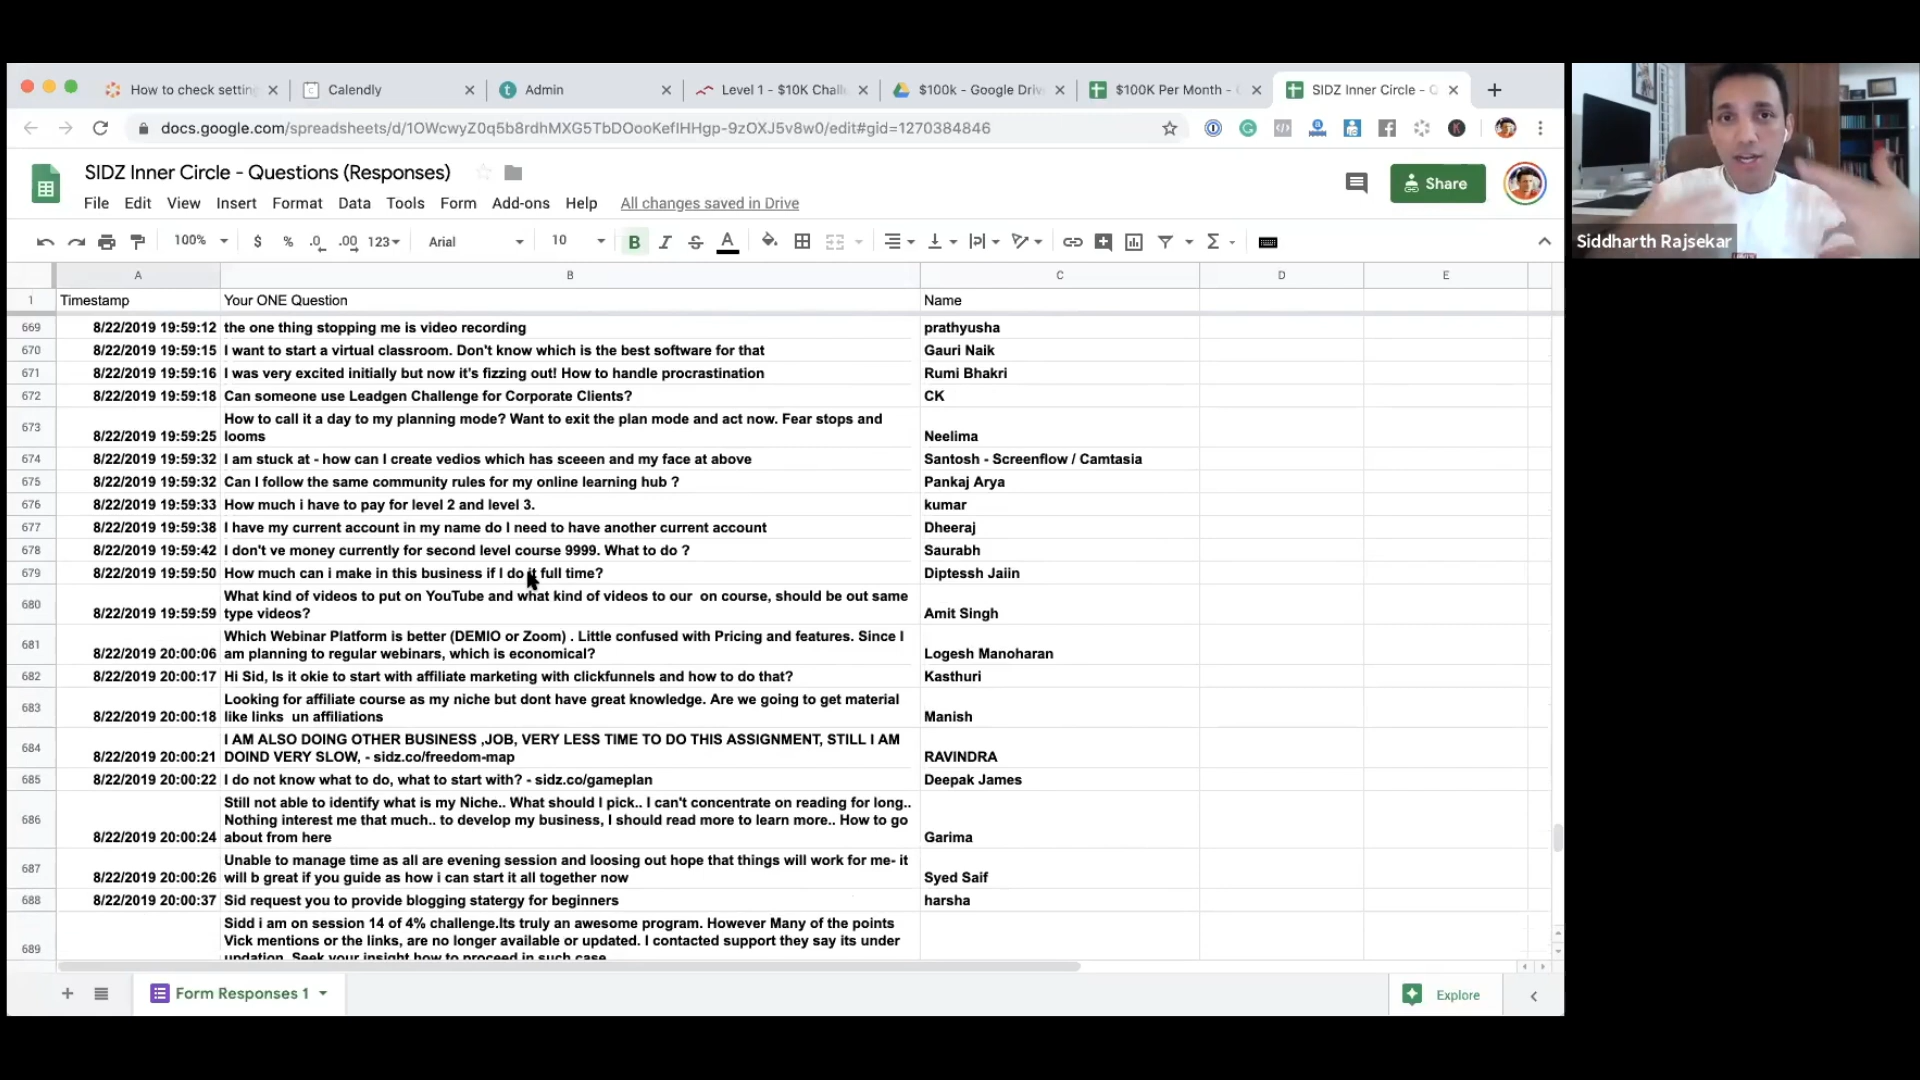 How to check settin
Calendly
Admin
Level 1 - $10K Chall
$100k - Google Driv
$100K Per Month -
SIDZ Inner Circle - Q
docs.google.com/spreadsheets/d/1OWcwyZ0q5b8rdhMXG5TbDOooKefIHHgp-9zOXJ5v8w0/edit#gid=1270384846
SIDZ Inner Circle - Questions (Responses)
Share
File Edit View Insert Format Data Tools Form Add-ons Help All changes saved in Drive
100% $ % .0 .00 123 Arial 10 B I S A
Siddharth Rajsekar
A B C D E
1 Timestamp Your ONE Question Name
669 8/22/2019 19:59:12 the one thing stopping me is video recording prathyusha
670 8/22/2019 19:59:15 I want to start a virtual classroom. Don't know which is the best software for that Gauri Naik
671 8/22/2019 19:59:16 I was very excited initially but now it's fizzing out! How to handle procrastination Rumi Bhakri
672 8/22/2019 19:59:18 Can someone use Leadgen Challenge for Corporate Clients? CK
673 How to call it a day to my planning mode? Want to exit the plan mode and act now. Fear stops and
8/22/2019 19:59:25 looms Neelima
674 8/22/2019 19:59:32 I am stuck at - how can I create vedios which has sceeen and my face at above Santosh - Screenflow / Camtasia
675 8/22/2019 19:59:32 Can I follow the same community rules for my online learning hub ? Pankaj Arya
676 8/22/2019 19:59:33 How much i have to pay for level 2 and level 3. kumar
677 8/22/2019 19:59:38 I have my current account in my name do I need to have another current account Dheeraj
678 8/22/2019 19:59:42 I don't ve money currently for second level course 9999. What to do ? Saurabh
679 8/22/2019 19:59:50 How much can i make in this business if I do it full time? Diptessh Jaiin
680 What kind of videos to put on YouTube and what kind of videos to our on course, should be out same
8/22/2019 19:59:59 type videos? Amit Singh
681 Which Webinar Platform is better (DEMIO or Zoom) . Little confused with Pricing and features. Since I
8/22/2019 20:00:06 am planning to regular webinars, which is economical? Logesh Manoharan
682 8/22/2019 20:00:17 Hi Sid, Is it okie to start with affiliate marketing with clickfunnels and how to do that? Kasthuri
683 Looking for affiliate course as my niche but dont have great knowledge. Are we going to get material
8/22/2019 20:00:18 like links un affiliations Manish
684 I AM ALSO DOING OTHER BUSINESS ,JOB, VERY LESS TIME TO DO THIS ASSIGNMENT, STILL I AM
8/22/2019 20:00:21 DOIND VERY SLOW, - sidz.co/freedom-map RAVINDRA
685 8/22/2019 20:00:22 I do not know what to do, what to start with? - sidz.co/gameplan Deepak James
686 Still not able to identify what is my Niche.. What should I pick.. I can't concentrate on reading for long..
Nothing interest me that much.. to develop my business, I should read more to learn more.. How to go
8/22/2019 20:00:24 about from here Garima
687 Unable to manage time as all are evening session and loosing out hope that things will work for me- it
8/22/2019 20:00:26 will b great if you guide as how i can start it all together now Syed Saif
688 8/22/2019 20:00:37 Sid request you to provide blogging statergy for beginners harsha
689 Sidd i am on session 14 of 4% challenge.Its truly an awesome program. However Many of the points
Vick mentions or the links, are no longer available or updated. I contacted support they say its under
updation. Seek your insight how to proceed in such case
Form Responses 1
Explore